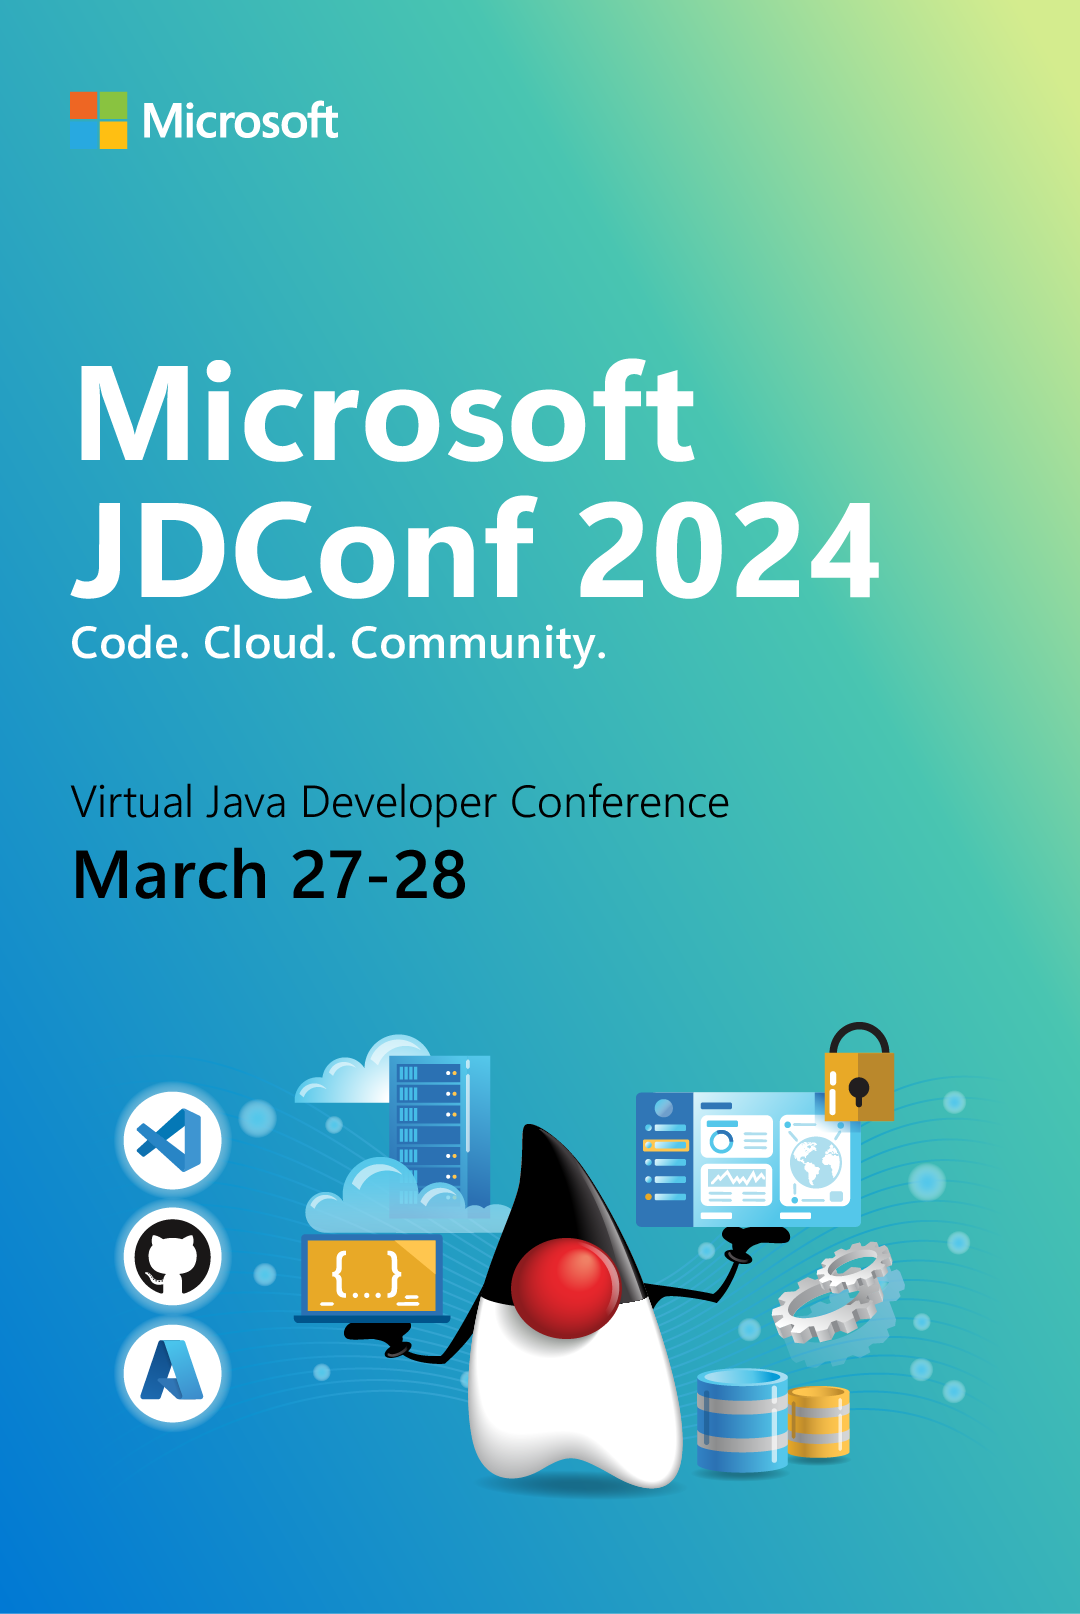 Microsoft
Microsoft
JDConf 2024
Code. Cloud. Community.
Virtual Java Developer Conference
March 27-28
{....}